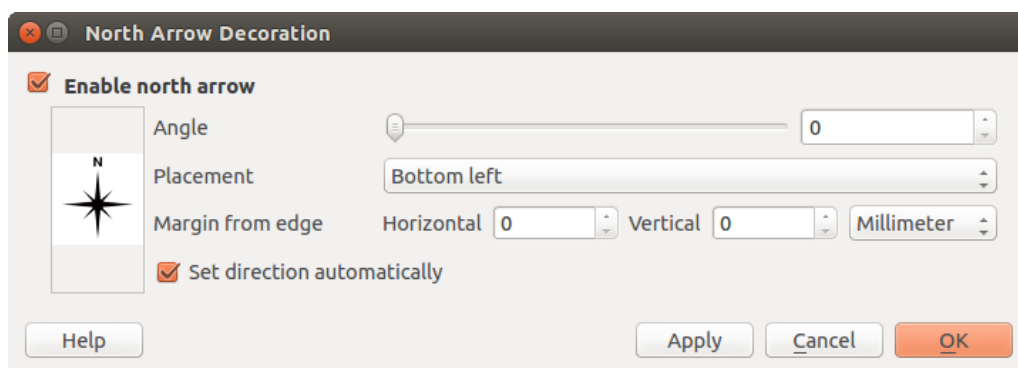 North Arrow Decoration
Enable north arrow
Angle 0
N
Placement Bottom left
Margin from edge Horizontal 0 Vertical 0 Millimeter
Set direction automatically
Help Apply Cancel OK